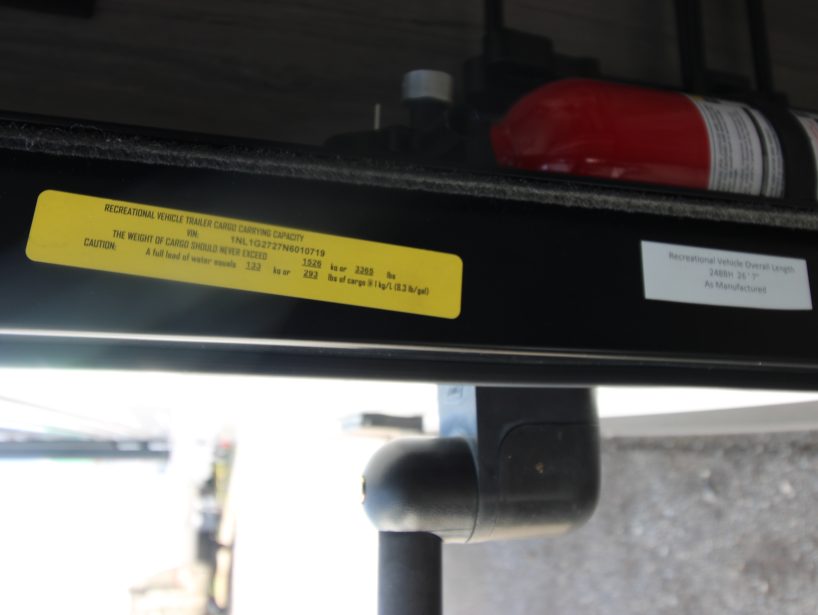 RECREATIONAL VEHICLE TRAILER CARGO CARRYING CAPACITY
VIN: 1NL1G2727N6010719
THE WEIGHT OF CARGO SHOULD NEVER EXCEED 1526 kg or 3365 lbs
CAUTION: A full load of water equals 133 kg or 293 lbs of cargo @ 1 kg/L (8.3 lb/gal)
Recreational Vehicle Overall Length
24BBH 26 ' 7"
As Manufactured